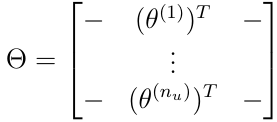 Θ = [ − (θ^(1))^T −
⋮
− (θ^(n_u))^T − ]